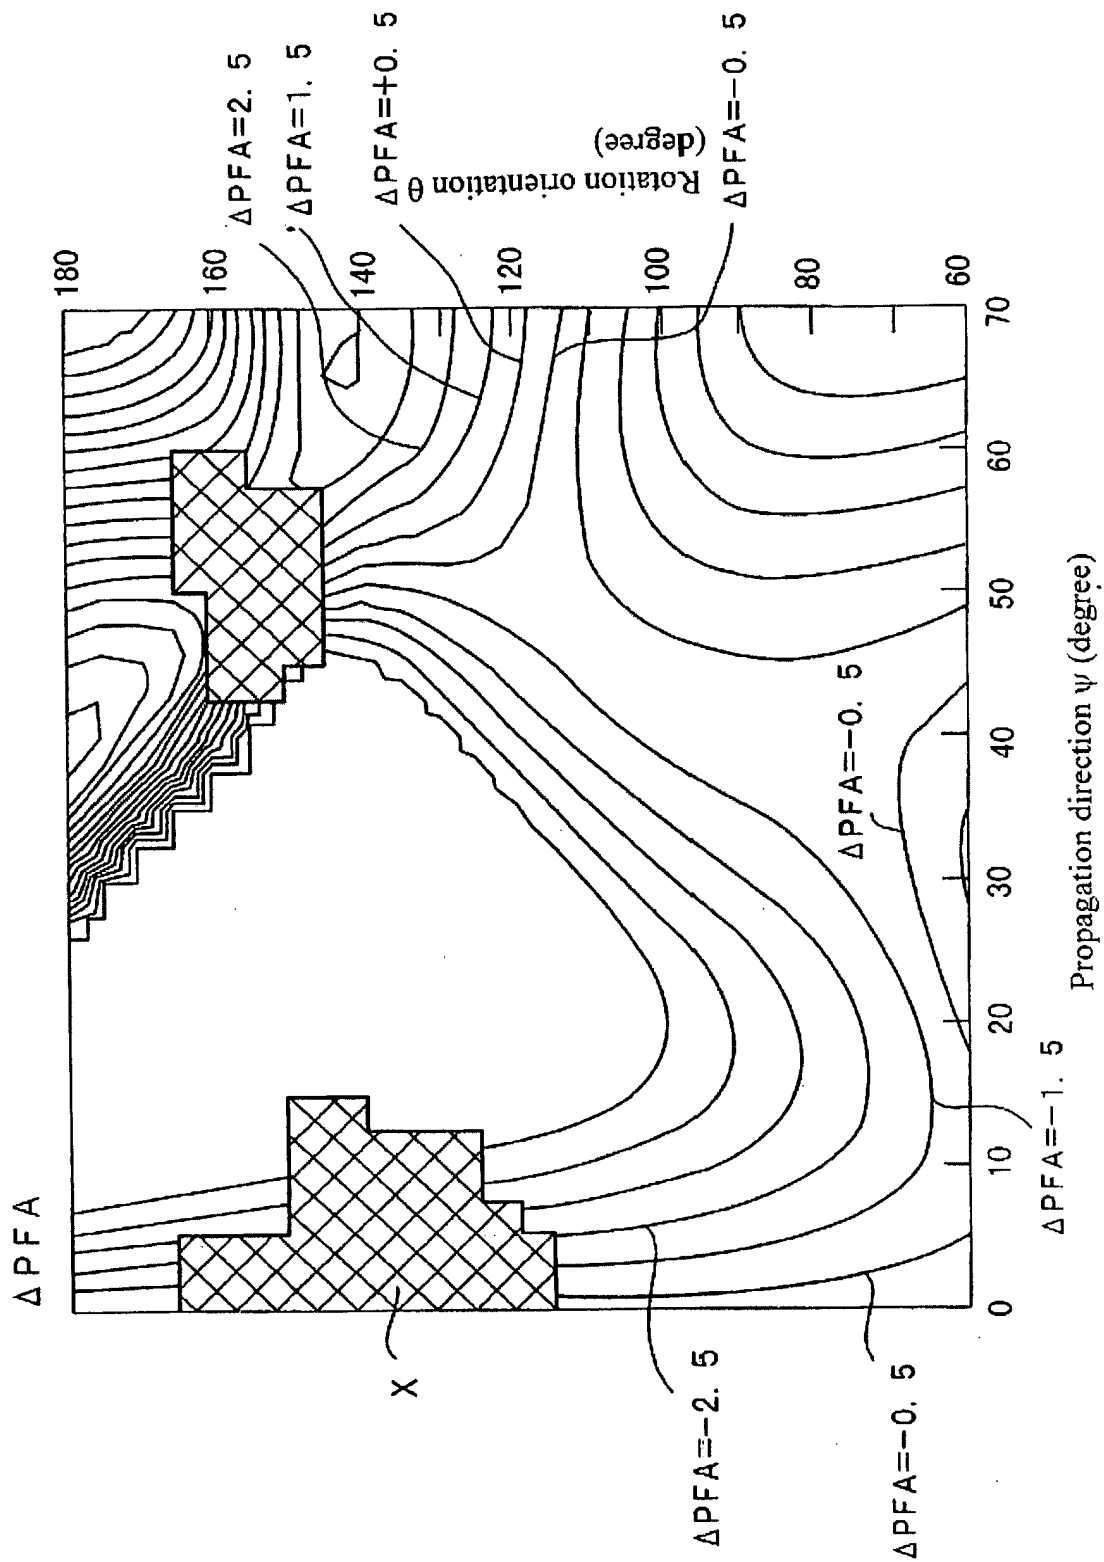 ΔPFA
ΔPFA=2. 5
ΔPFA=1. 5
ΔPFA=+0. 5
Rotation orientation θ
(degree)
ΔPFA=-0. 5
180
160
140
120
100
80
60
0
10
20
30
40
50
60
70
Propagation direction ψ (degree)
X
ΔPFA=-2. 5
ΔPFA=-0. 5
ΔPFA=-1. 5
ΔPFA=-0. 5